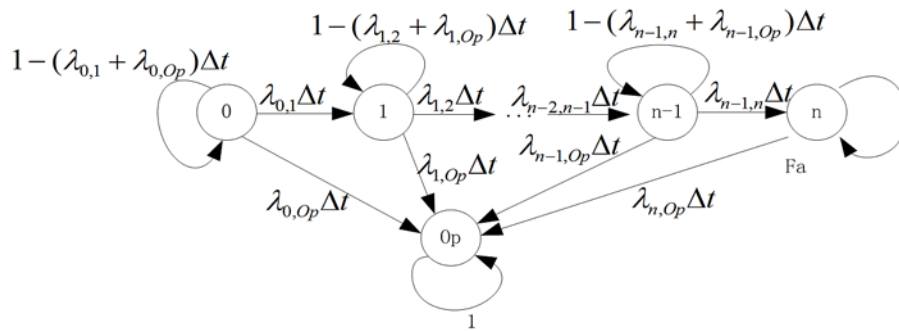 1-(λ_{1,2}+λ_{1,Op})Δt
1-(λ_{n-1,n}+λ_{n-1,Op})Δt
1-(λ_{0,1}+λ_{0,Op})Δt
0
λ_{0,1}Δt
1
λ_{1,2}Δt
...
λ_{n-2,n-1}Δt
n-1
λ_{n-1,n}Δt
n
Fa
λ_{0,Op}Δt
λ_{1,Op}Δt
λ_{n-1,Op}Δt
λ_{n,Op}Δt
Op
1